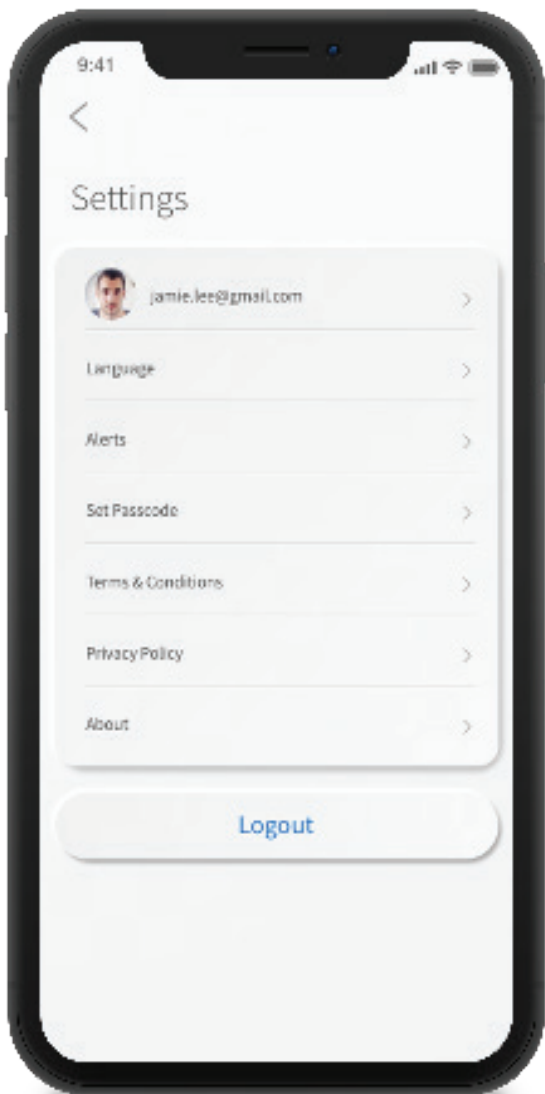 9:41
Settings
jamie.lee@gmail.com
Language
Alerts
Set Passcode
Terms & Conditions
Privacy Policy
About
Logout